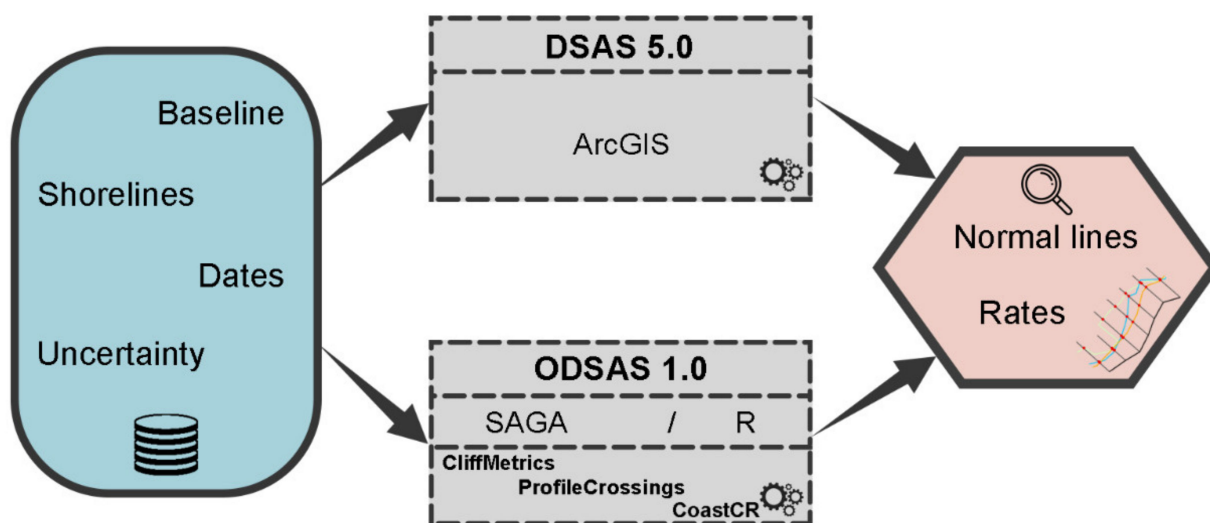 Baseline
Shorelines
Dates
Uncertainty
DSAS 5.0
ArcGIS
ODSAS 1.0
SAGA / R
CliffMetrics
ProfileCrossings
CoastCR
Normal lines
Rates